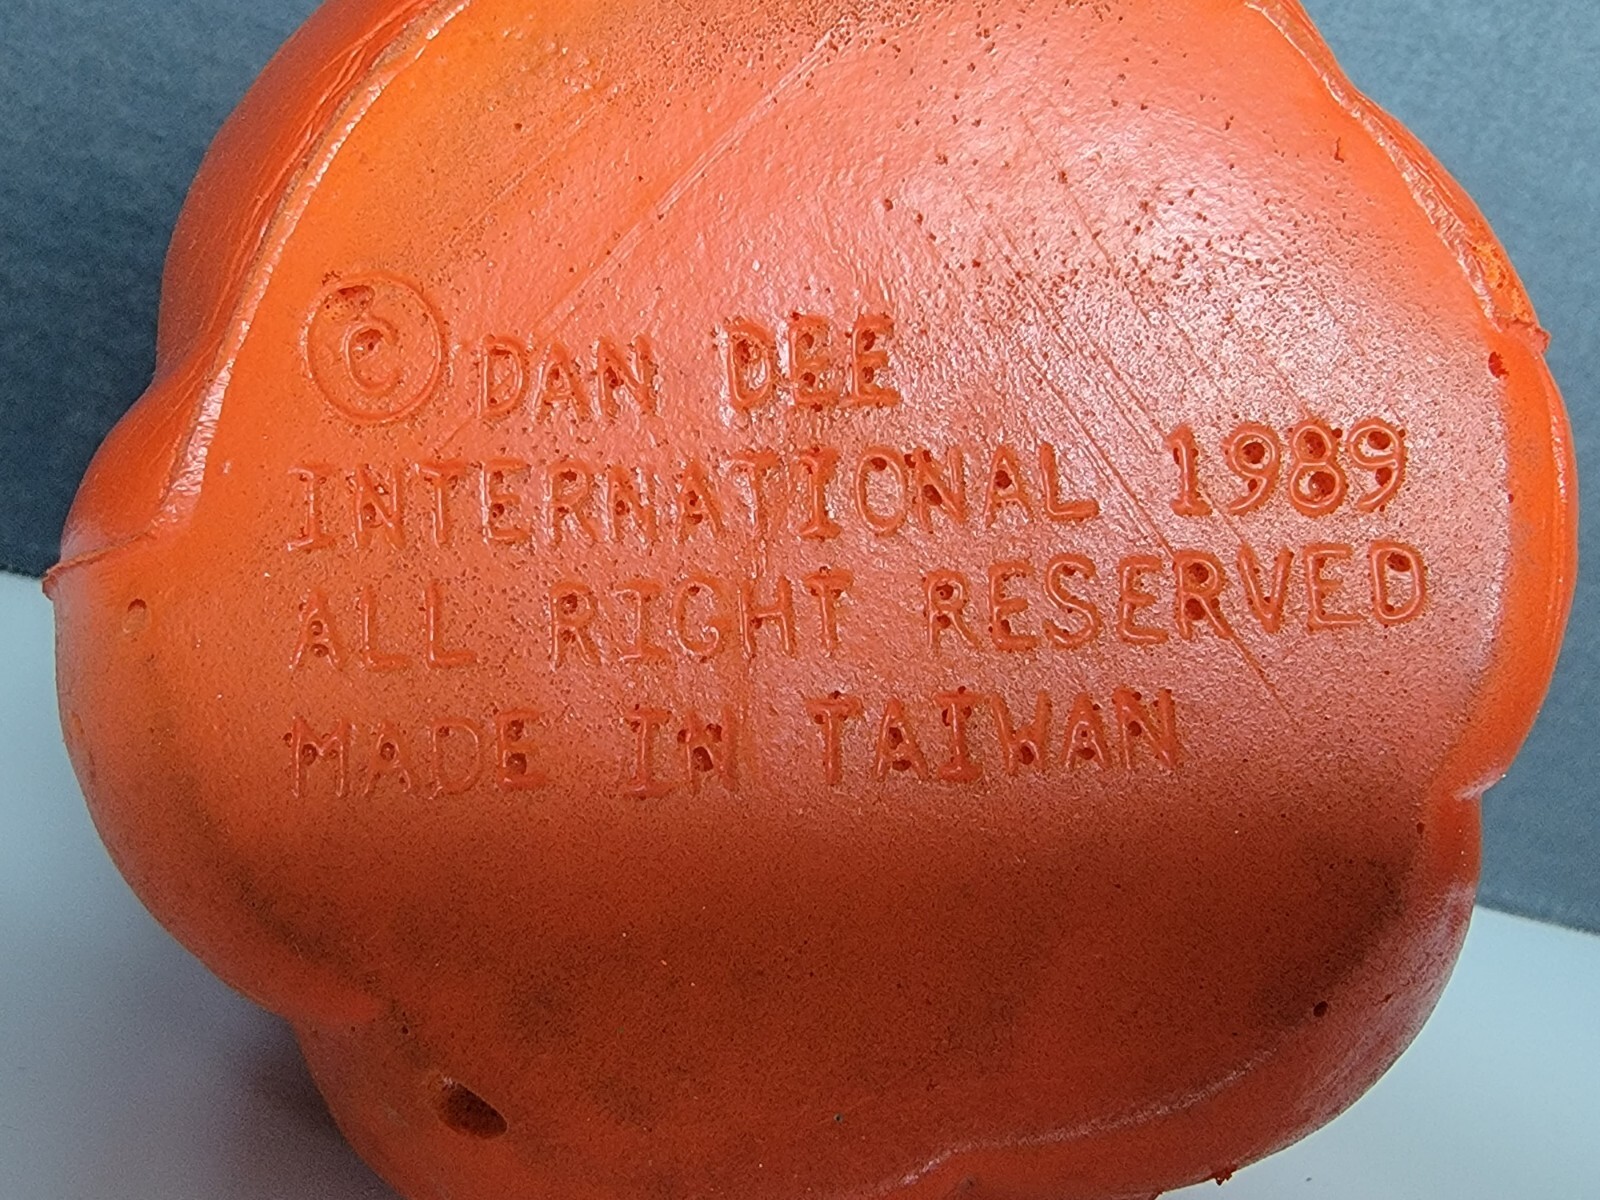 © DAN DEE
INTERNATIONAL 1989
ALL RIGHT RESERVED
MADE IN TAIWAN